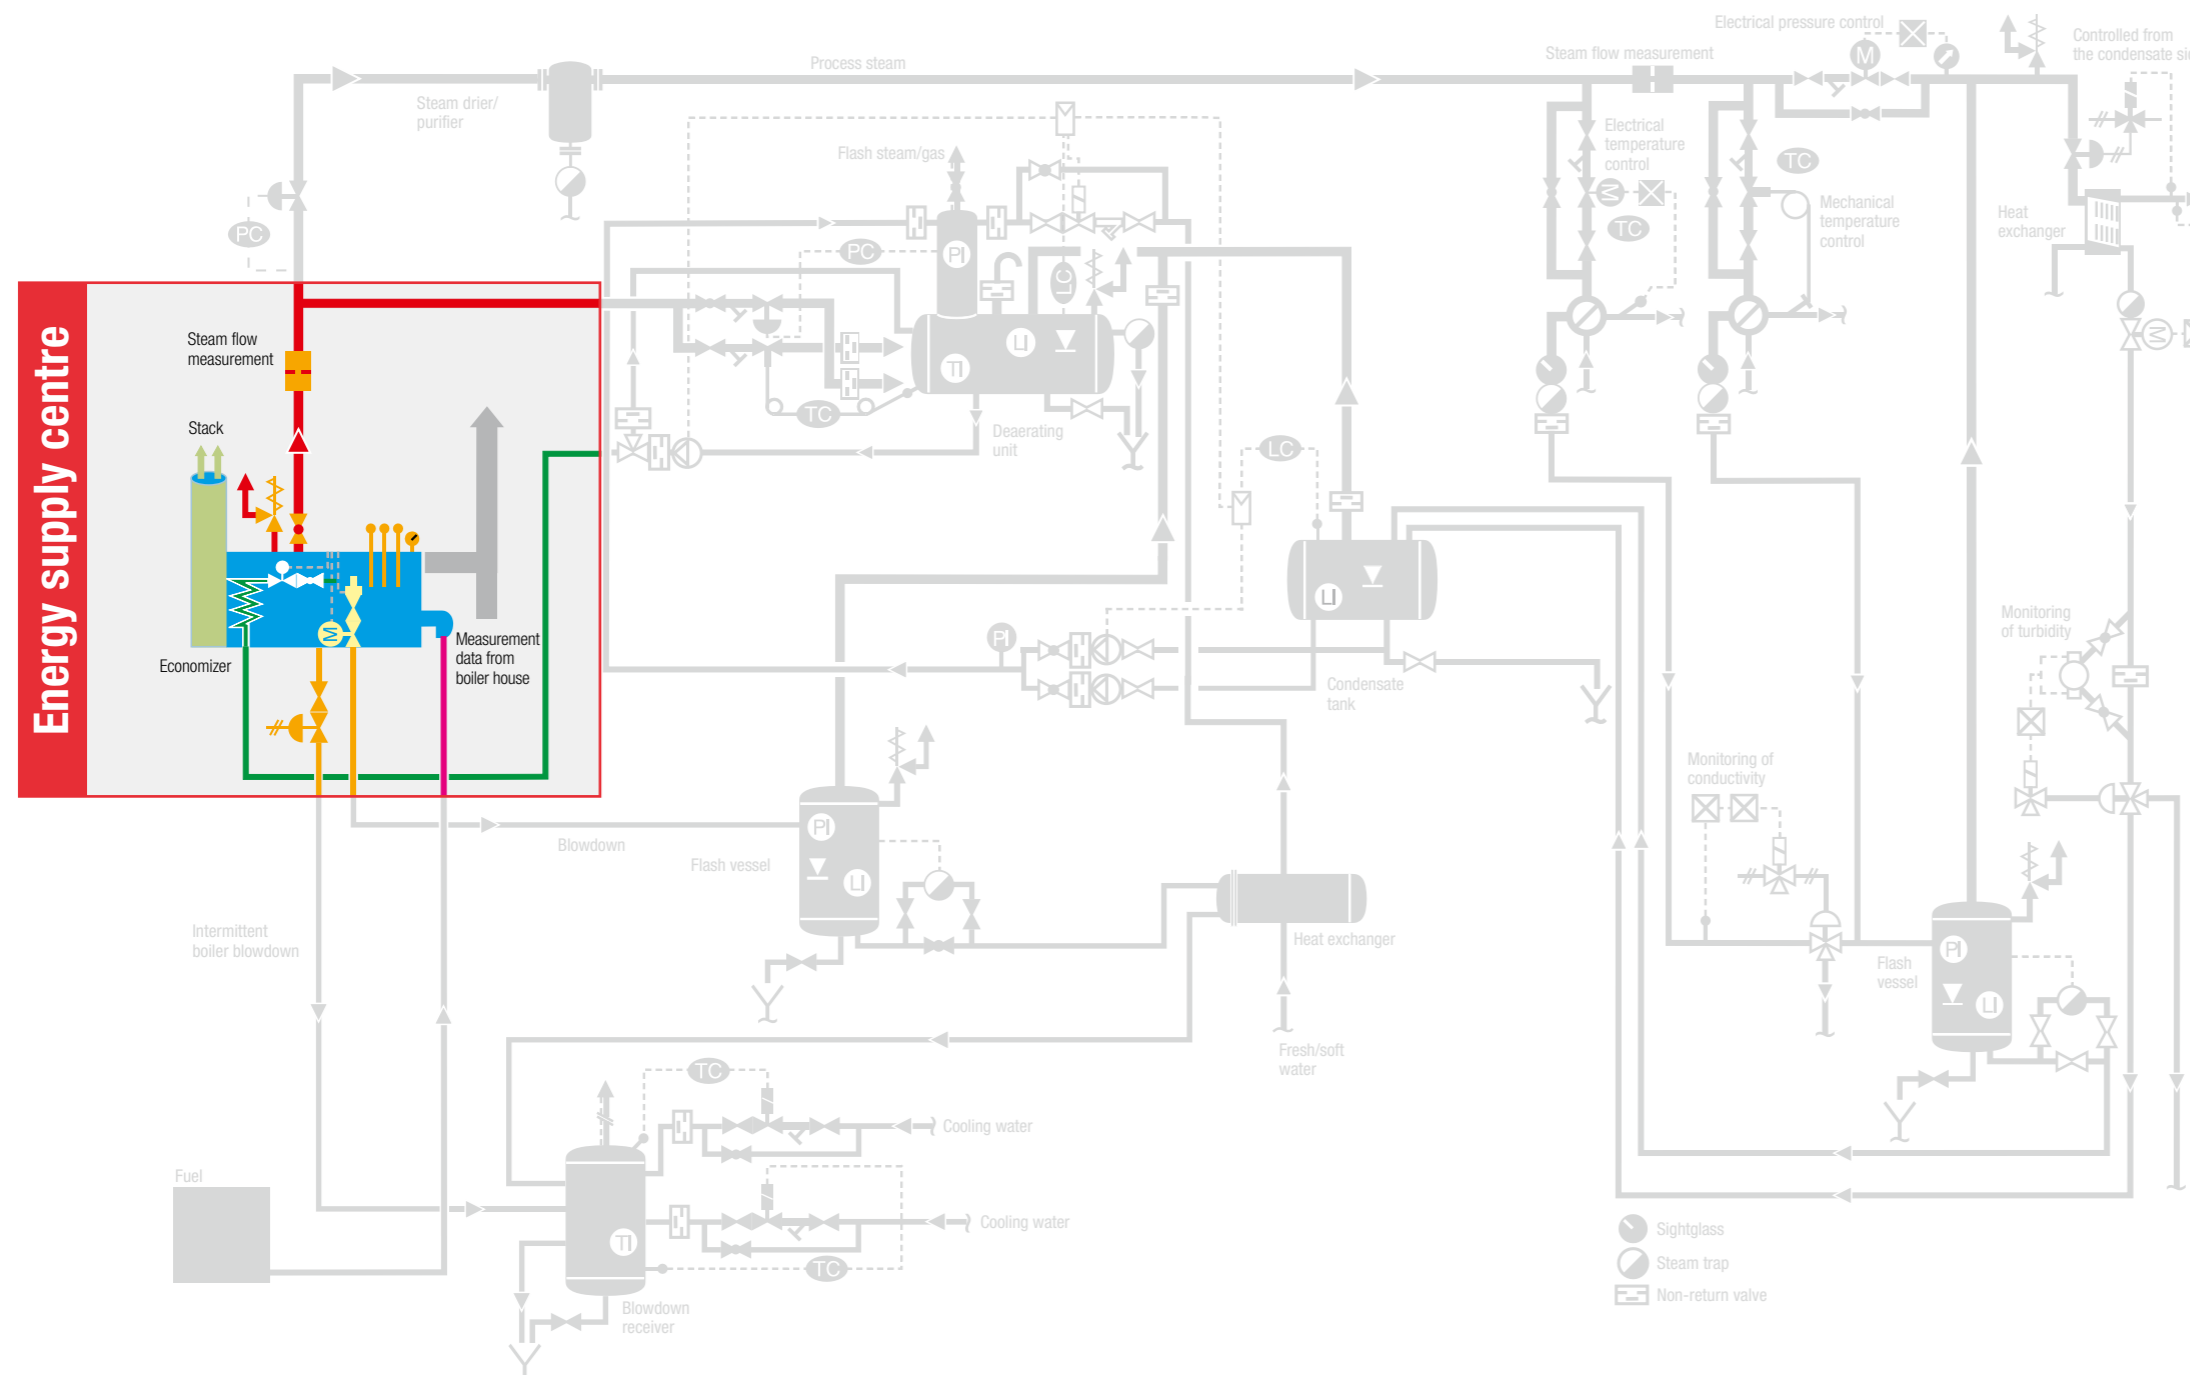 Electrical pressure control
Controlled from
the condensate si
Steam flow measurement
M
Process steam
Steam drier/
purifier
Electrical
temperature
control
Flash steam/gas
TC
M
Mechanical
temperature
control
TC
Heat
exchanger
PC
PC
PI
LC
Energy supply centre
Steam flow
measurement
LI
TI
M
TC
Stack
Deaerating
unit
LC
LI
M
Measurement
data from
boiler house
Economizer
PI
Monitoring
of turbidity
Condensate
tank
Monitoring of
conductivity
PI
Blowdown
Flash vessel
LI
Intermittent
boiler blowdown
Heat exchanger
PI
Flash
vessel
LI
Fresh/soft
water
TC
Cooling water
Fuel
Cooling water
TI
TC
Sightglass
Steam trap
Non-return valve
Blowdown
receiver